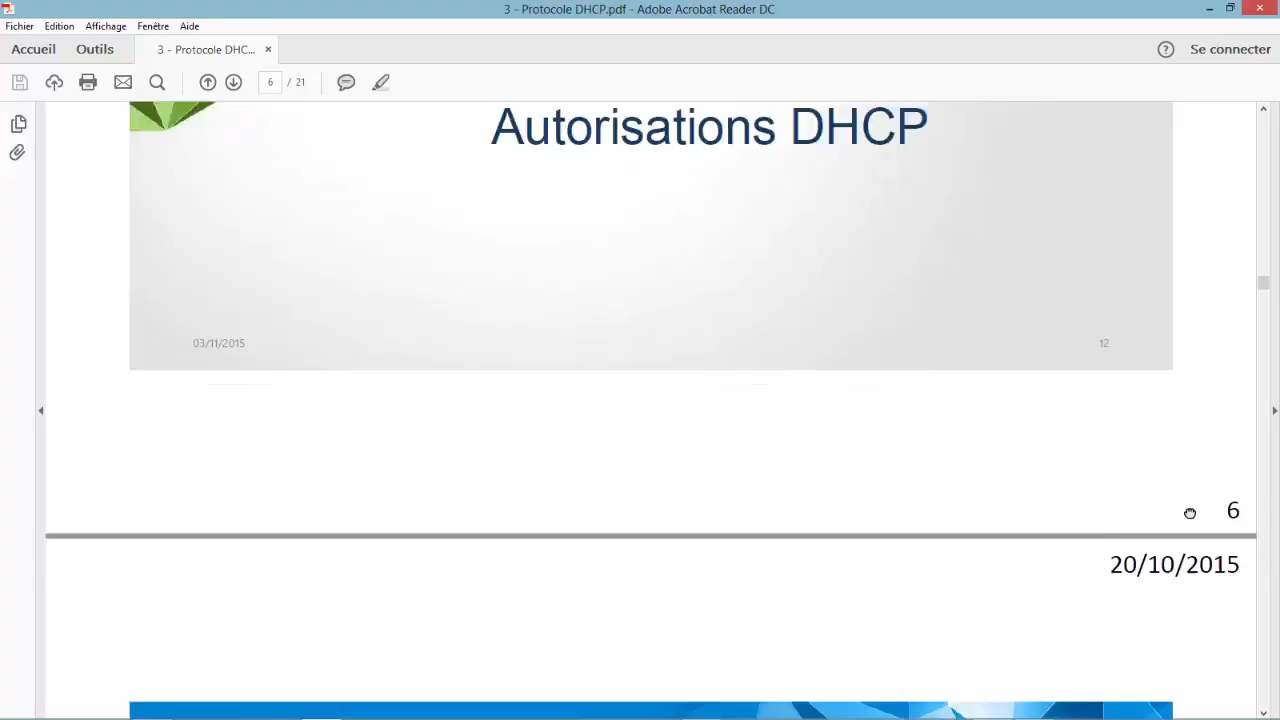 3 - Protocole DHCP.pdf - Adobe Acrobat Reader DC
Fichier Edition Affichage Fenêtre Aide
Accueil Outils 3 - Protocole DHC... × Se connecter
6 / 21
Autorisations DHCP
03/11/2015 12
6
20/10/2015